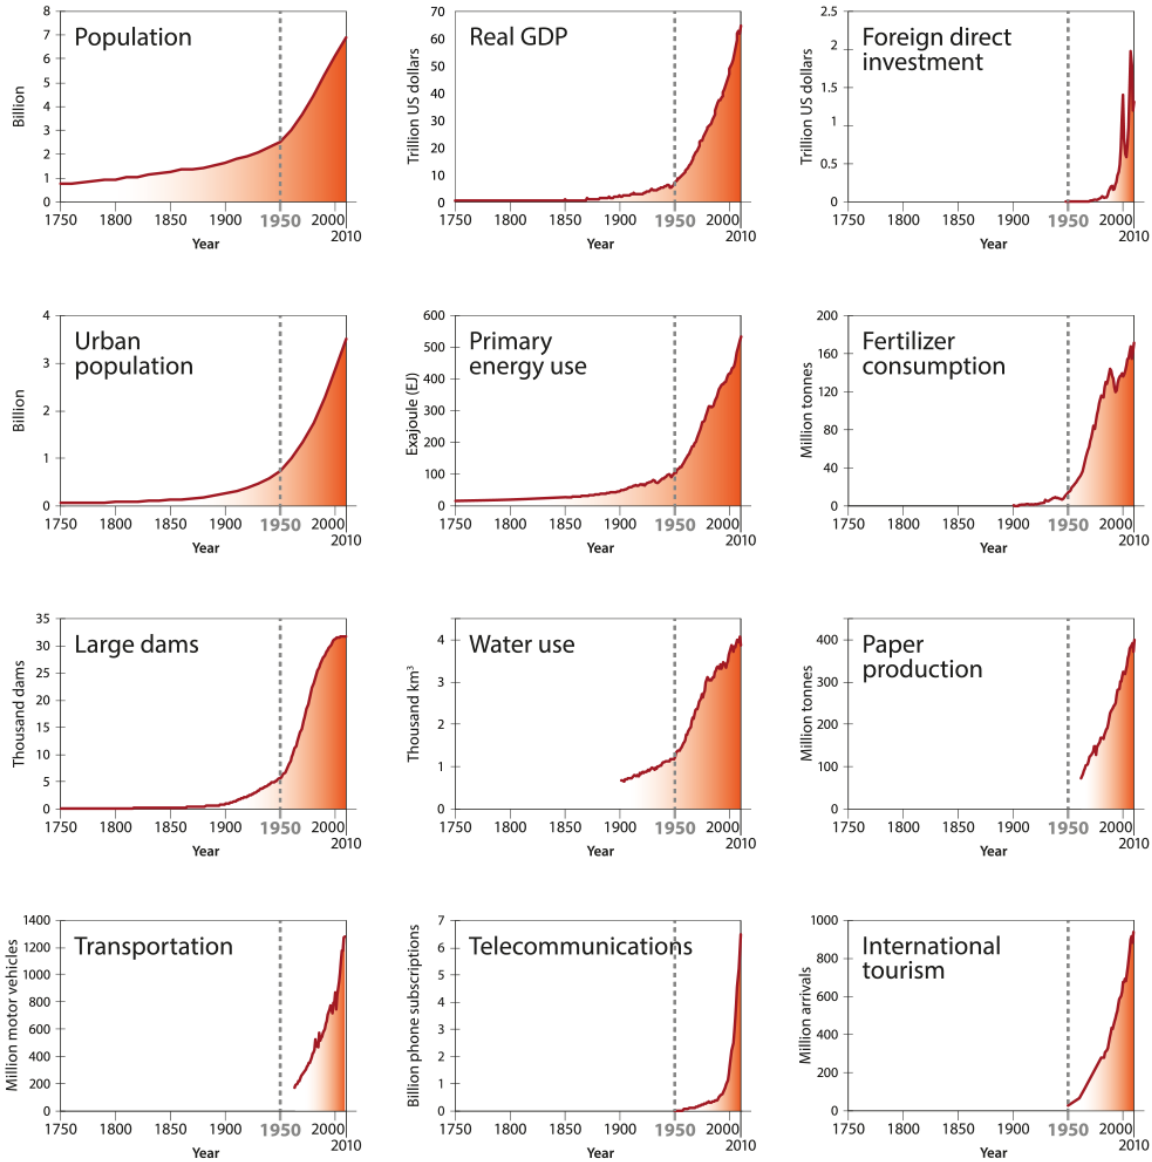 Population
Billion
8
7
6
5
4
3
2
1
0
1750 1800 1850 1900 1950 2000
2010
Year
Real GDP
Trillion US dollars
70
60
50
40
30
20
10
0
1750 1800 1850 1900 1950 2000
2010
Year
Foreign direct
investment
Trillion US dollars
2.5
2
1.5
1
0.5
0
1750 1800 1850 1900 1950 2000
2010
Year
Urban
population
Billion
4
3
2
1
0
1750 1800 1850 1900 1950 2000
2010
Year
Primary
energy use
Exajoule (EJ)
600
500
400
300
200
100
0
1750 1800 1850 1900 1950 2000
2010
Year
Fertilizer
consumption
Million tonnes
200
160
120
80
40
0
1750 1800 1850 1900 1950 2000
2010
Year
Large dams
Thousand dams
35
30
25
20
15
10
5
0
1750 1800 1850 1900 1950 2000
2010
Year
Water use
Thousand km³
4
3
2
1
0
1750 1800 1850 1900 1950 2000
2010
Year
Paper
production
Million tonnes
400
300
200
100
0
1750 1800 1850 1900 1950 2000
2010
Year
Transportation
Million motor vehicles
1400
1200
1000
800
600
400
200
0
1750 1800 1850 1900 1950 2000
2010
Year
Telecommunications
Billion phone subscriptions
7
6
5
4
3
2
1
0
1750 1800 1850 1900 1950 2000
2010
Year
International
tourism
Million arrivals
1000
800
600
400
200
0
1750 1800 1850 1900 1950 2000
2010
Year